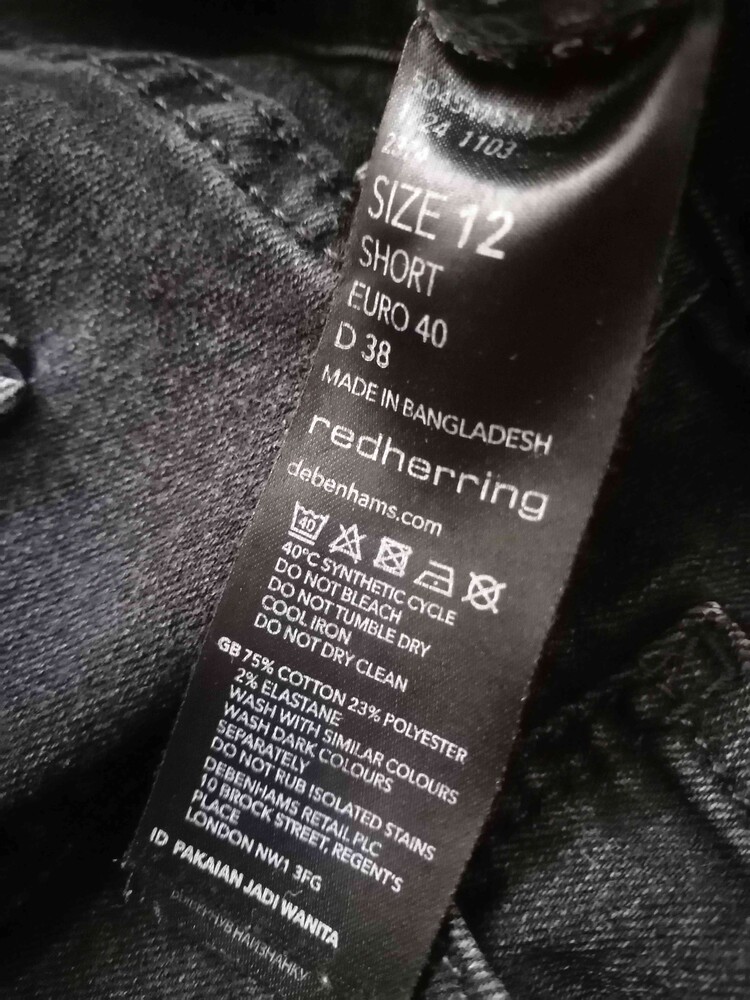 1103
SIZE 12
SHORT
EURO 40
D 38
MADE IN BANGLADESH
redherring
debenhams.com
40
40°C SYNTHETIC CYCLE
DO NOT BLEACH
DO NOT TUMBLE DRY
COOL IRON
DO NOT DRY CLEAN
GB 75% COTTON 23% POLYESTER
2% ELASTANE
WASH WITH SIMILAR COLOURS
WASH DARK COLOURS
SEPARATELY
DO NOT RUB ISOLATED STAINS
DEBENHAMS RETAIL PLC
10 BROCK STREET, REGENT'S
PLACE
LONDON NW1 3FG
ID PAKAIAN JADI WANITA